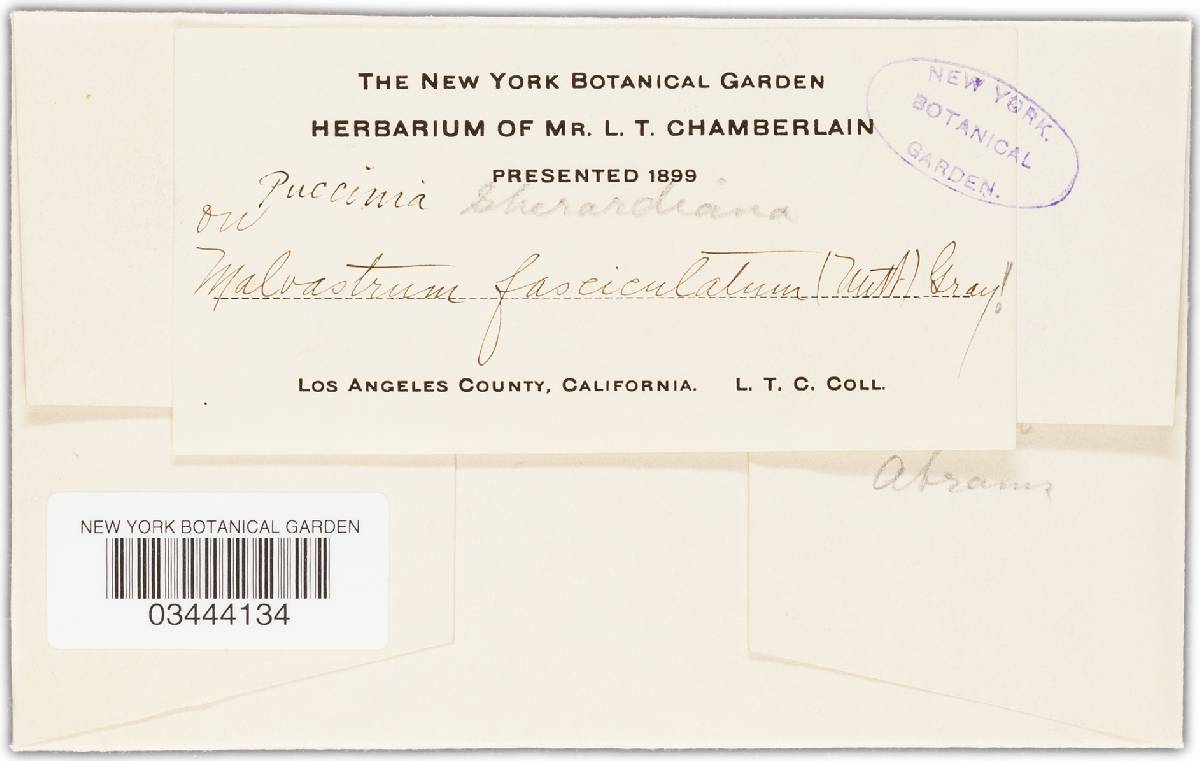 THE NEW YORK BOTANICAL GARDEN
HERBARIUM OF MR. L. T. CHAMBERLAIN
PRESENTED 1899
NEW YORK.
BOTANICAL
GARDEN.
Puccinia Sherardiana
on
Malvastrum fasciculatum (Nutt) Gray!
LOS ANGELES COUNTY, CALIFORNIA. L. T. C. COLL.
Abrams
NEW YORK BOTANICAL GARDEN
03444134